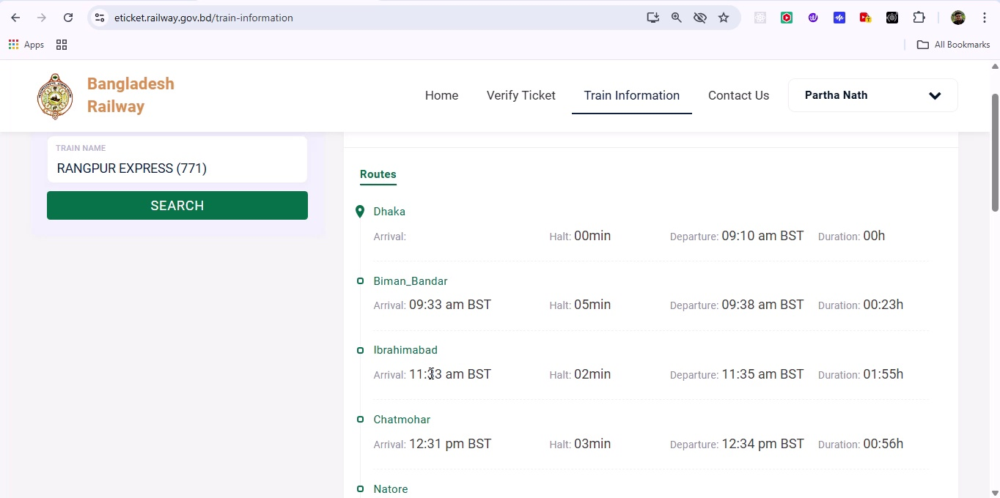 eticket.railway.gov.bd/train-information
Apps
All Bookmarks
Bangladesh
Railway
Home
Verify Ticket
Train Information
Contact Us
Partha Nath
TRAIN NAME
RANGPUR EXPRESS (771)
SEARCH
Routes
Dhaka
Arrival: Halt: 00min Departure: 09:10 am BST Duration: 00h
Biman_Bandar
Arrival: 09:33 am BST Halt: 05min Departure: 09:38 am BST Duration: 00:23h
Ibrahimabad
Arrival: 11:33 am BST Halt: 02min Departure: 11:35 am BST Duration: 01:55h
Chatmohar
Arrival: 12:31 pm BST Halt: 03min Departure: 12:34 pm BST Duration: 00:56h
Natore